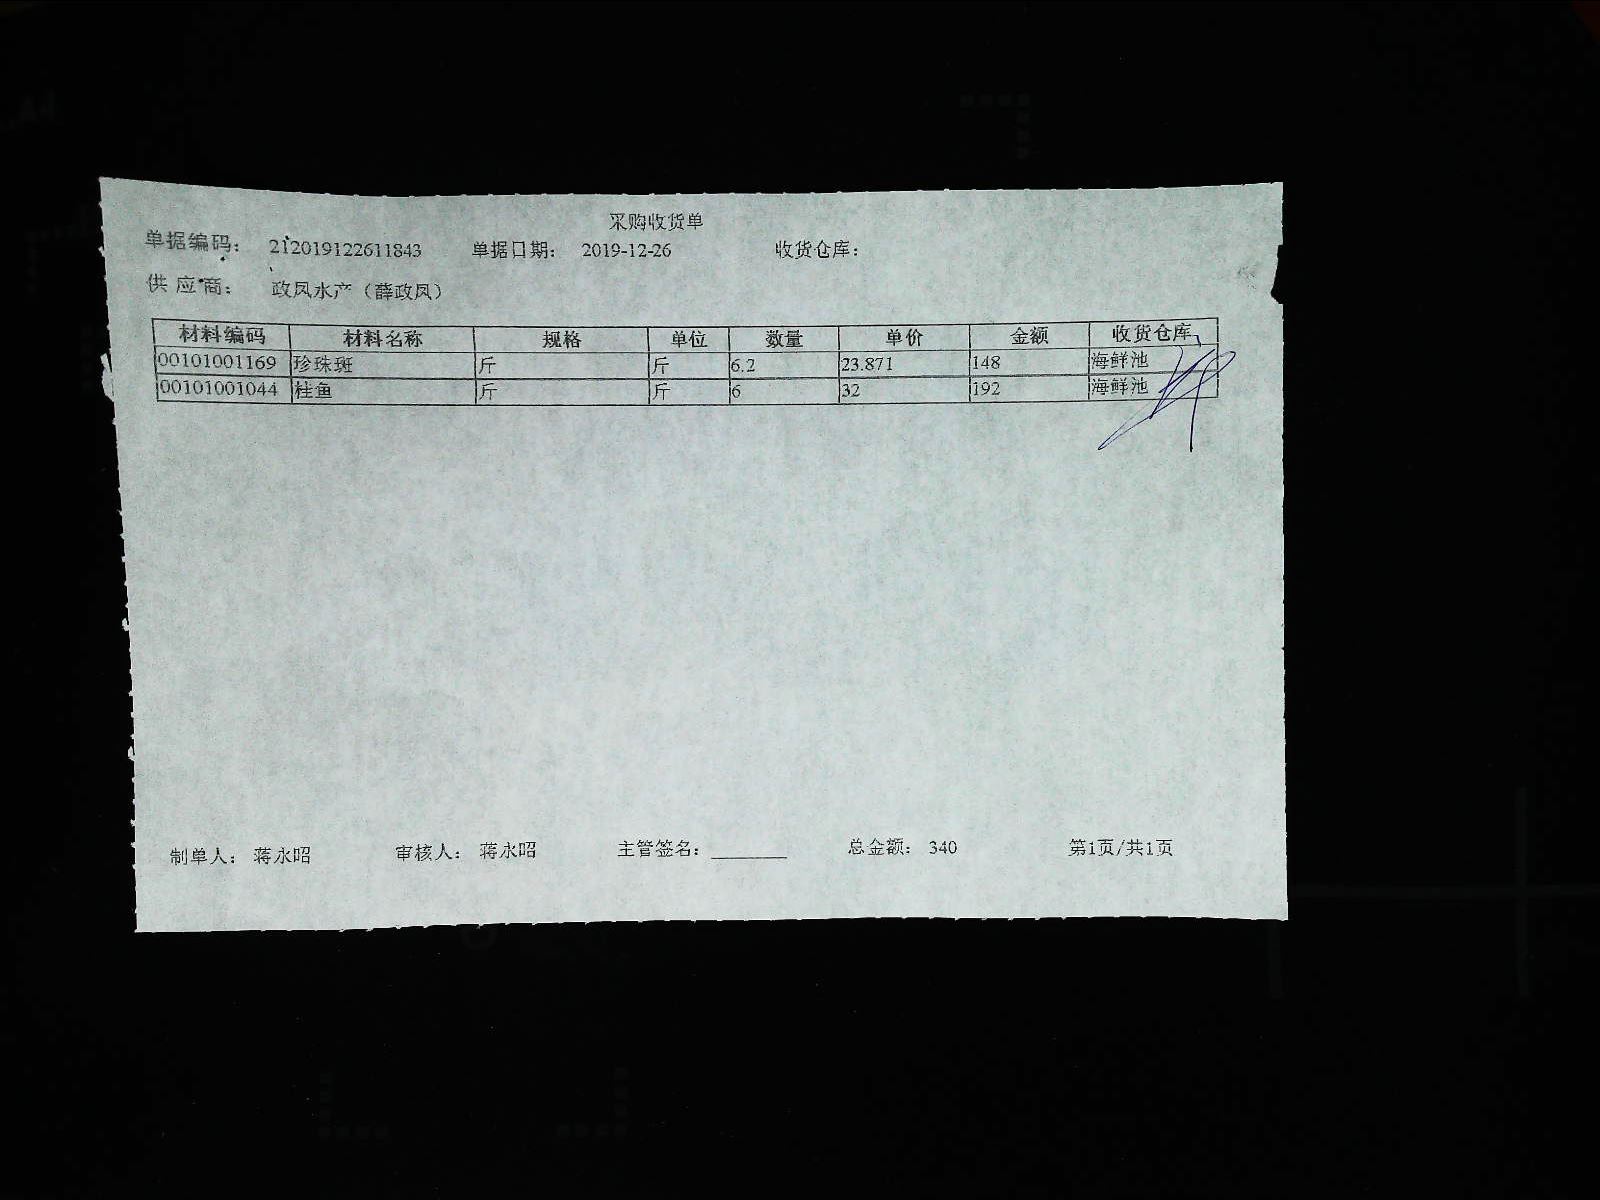 采购收货单
单据编码： 212019122611843 单据日期： 2019-12-26 收货仓库：
供应商： 政凤水产（薛政凤）
材料编码 材料名称 规格 单位 数量 单价 金额 收货仓库
00101001169 珍珠斑 斤 斤 6.2 23.871 148 海鲜池
00101001044 桂鱼 斤 斤 6 32 192 海鲜池
制单人： 蒋永昭 审核人： 蒋永昭 主管签名：________ 总金额： 340 第1页/共1页